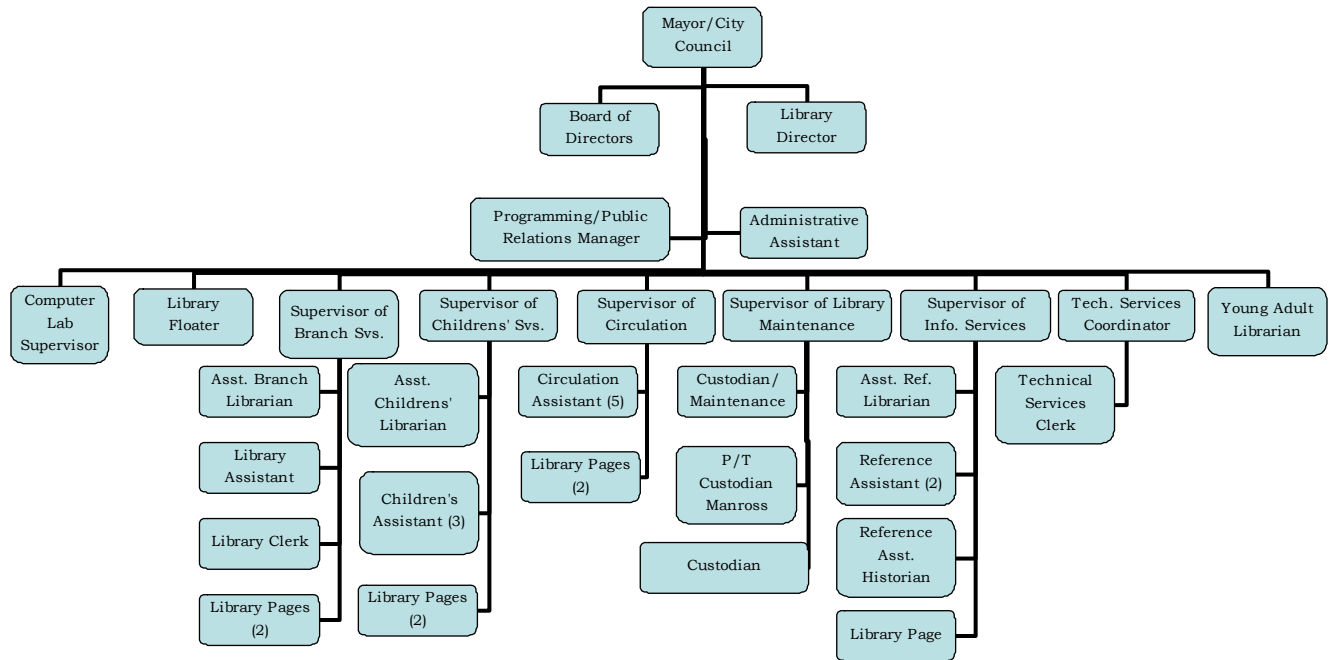 Mayor/City
Council
Board of
Directors
Library
Director
Programming/Public
Relations Manager
Administrative
Assistant
Computer
Lab
Supervisor
Library
Floater
Supervisor of
Branch Svs.
Supervisor of
Childrens' Svs.
Supervisor of
Circulation
Supervisor of Library
Maintenance
Supervisor of
Info. Services
Tech. Services
Coordinator
Young Adult
Librarian
Asst. Branch
Librarian
Library
Assistant
Library Clerk
Library Pages
(2)
Asst.
Childrens'
Librarian
Children's
Assistant (3)
Library Pages
(2)
Circulation
Assistant (5)
Library Pages
(2)
Custodian/
Maintenance
P/T
Custodian
Manross
Custodian
Asst. Ref.
Librarian
Reference
Assistant (2)
Reference
Asst.
Historian
Library Page
Technical
Services
Clerk